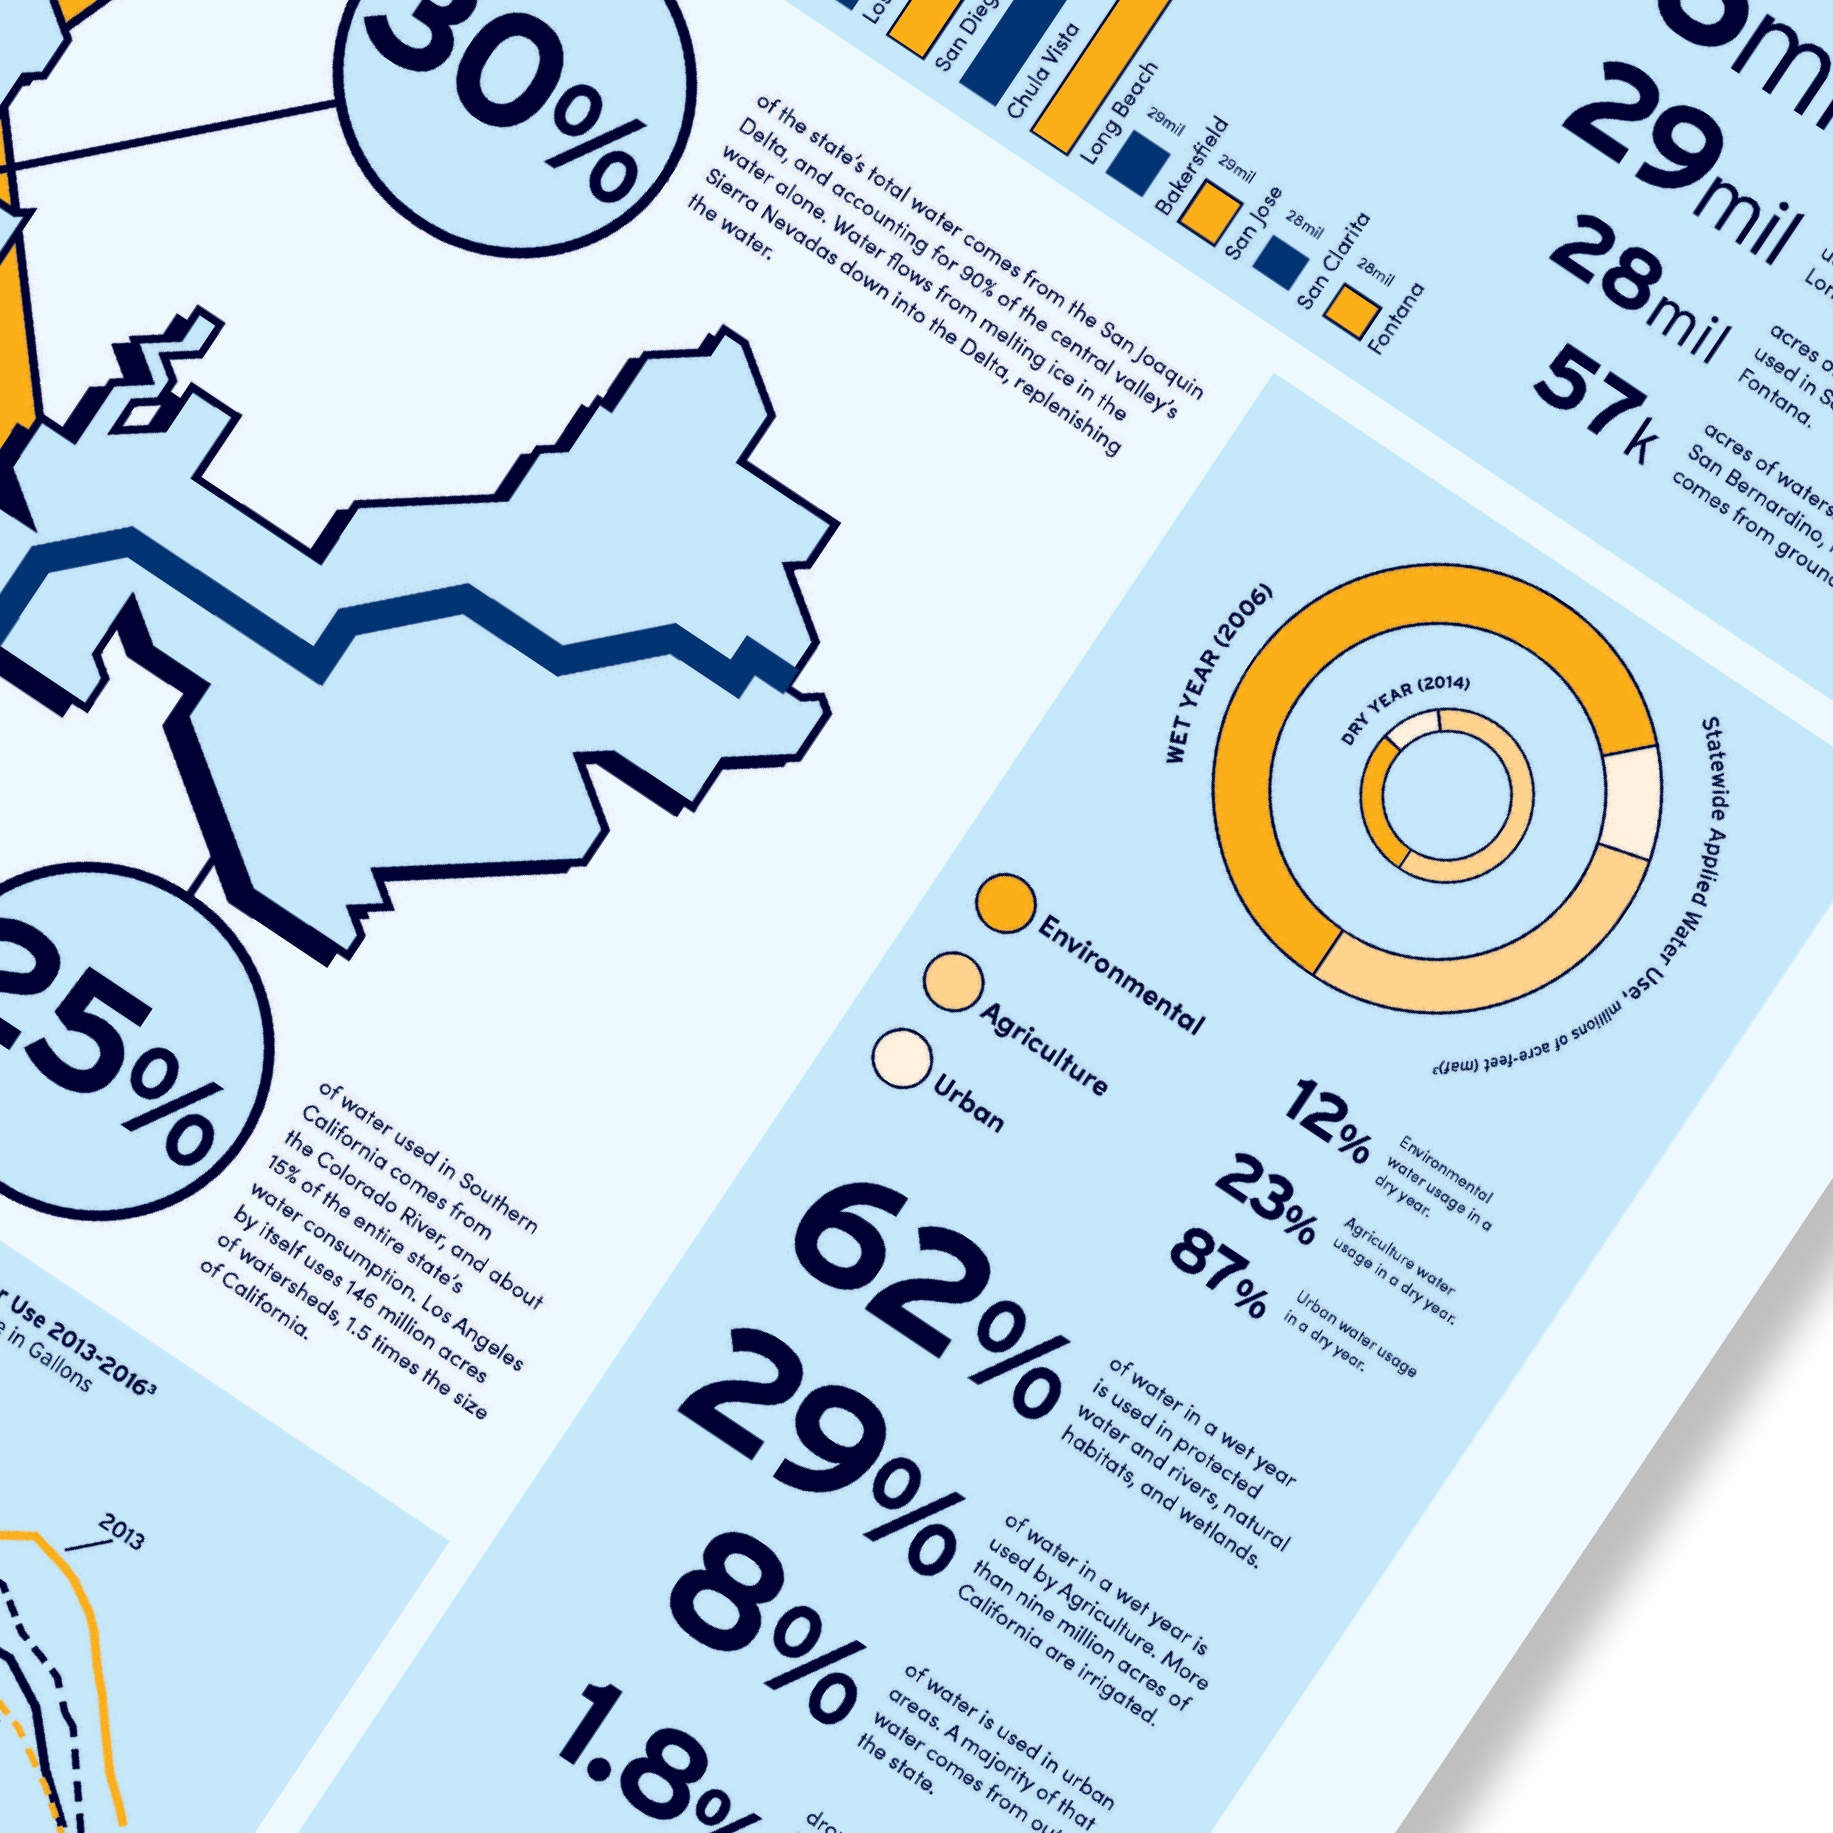 30%
of the state's total water comes from the San Joaquin
Delta, and accounting for 90% of the central valley's
water alone. Water flows from melting ice in the
Sierra Nevadas down into the Delta, replenishing
the water.
San
Chula Vista
Long Beach
29mil
Bakersfield
29mil
San Jose
28mil
San Clarita
28mil
Fontana
29mil
28mil
acres
used in
Fontana.
57k
acres of
San Bernardino,
comes from
WET YEAR (2006)
DRY YEAR (2014)
Statewide Applied Water Use, millions of acre-feet (maf)³
Environmental
Agriculture
Urban
12%
Environmental
water usage in a
dry year.
23%
Agriculture water
usage in a dry year.
87%
Urban water usage
in a dry year.
62%
of water in a wet year
is used in protected
water and rivers, natural
habitats, and wetlands.
29%
of water in a wet year is
used by Agriculture. More
than nine million acres of
California are irrigated.
8%
of water is used in urban
areas. A majority of that
water comes from
the state.
1.8%
25%
of water used in Southern
California comes from
the Colorado River, and about
15% of the entire state's
water consumption. Los Angeles
by itself uses 146 million acres
of watersheds, 1.5 times the size
of California.
Use 2013-2016³
in Gallons
2013